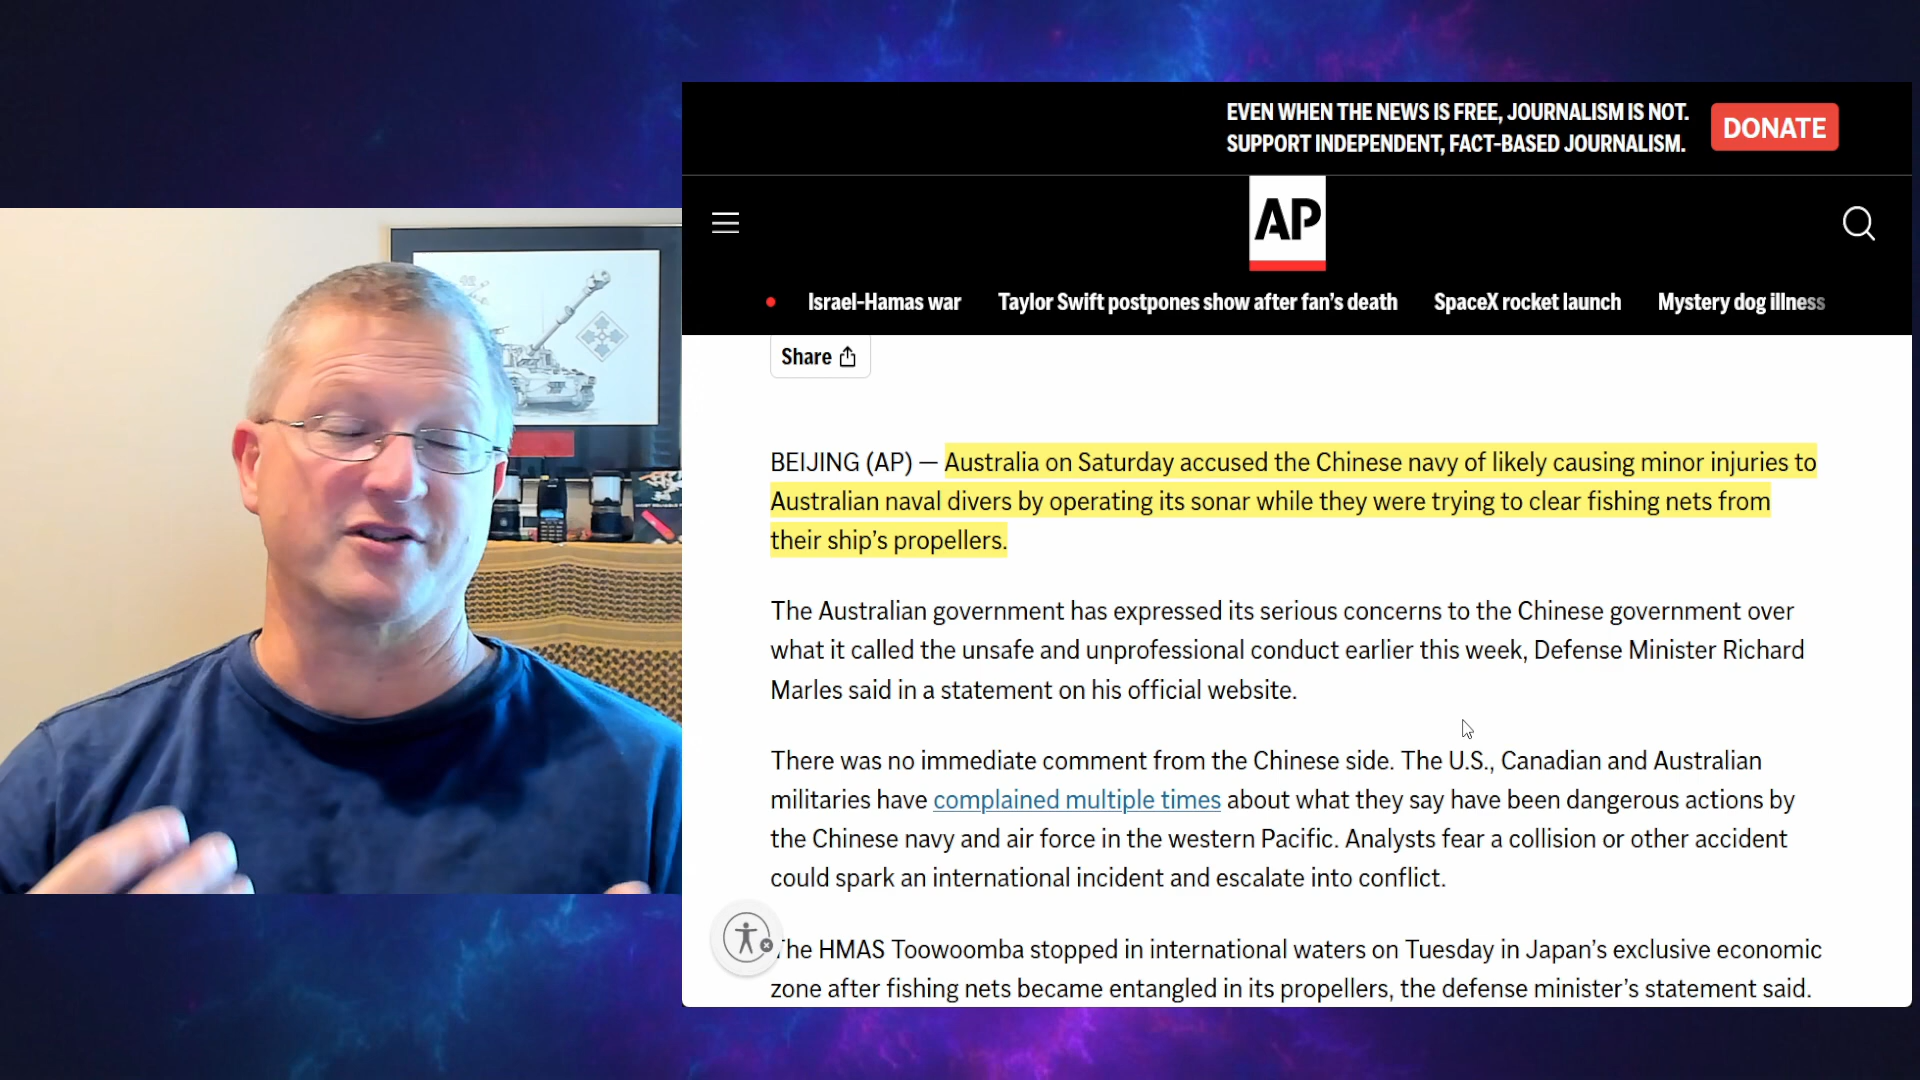 EVEN WHEN THE NEWS IS FREE, JOURNALISM IS NOT.
SUPPORT INDEPENDENT, FACT-BASED JOURNALISM.
DONATE
AP
Israel-Hamas war
Taylor Swift postpones show after fan's death
SpaceX rocket launch
Mystery dog illness
Share
BEIJING (AP) — Australia on Saturday accused the Chinese navy of likely causing minor injuries to
Australian naval divers by operating its sonar while they were trying to clear fishing nets from
their ship's propellers.
The Australian government has expressed its serious concerns to the Chinese government over
what it called the unsafe and unprofessional conduct earlier this week, Defense Minister Richard
Marles said in a statement on his official website.
There was no immediate comment from the Chinese side. The U.S., Canadian and Australian
militaries have complained multiple times about what they say have been dangerous actions by
the Chinese navy and air force in the western Pacific. Analysts fear a collision or other accident
could spark an international incident and escalate into conflict.
The HMAS Toowoomba stopped in international waters on Tuesday in Japan's exclusive economic
zone after fishing nets became entangled in its propellers, the defense minister's statement said.